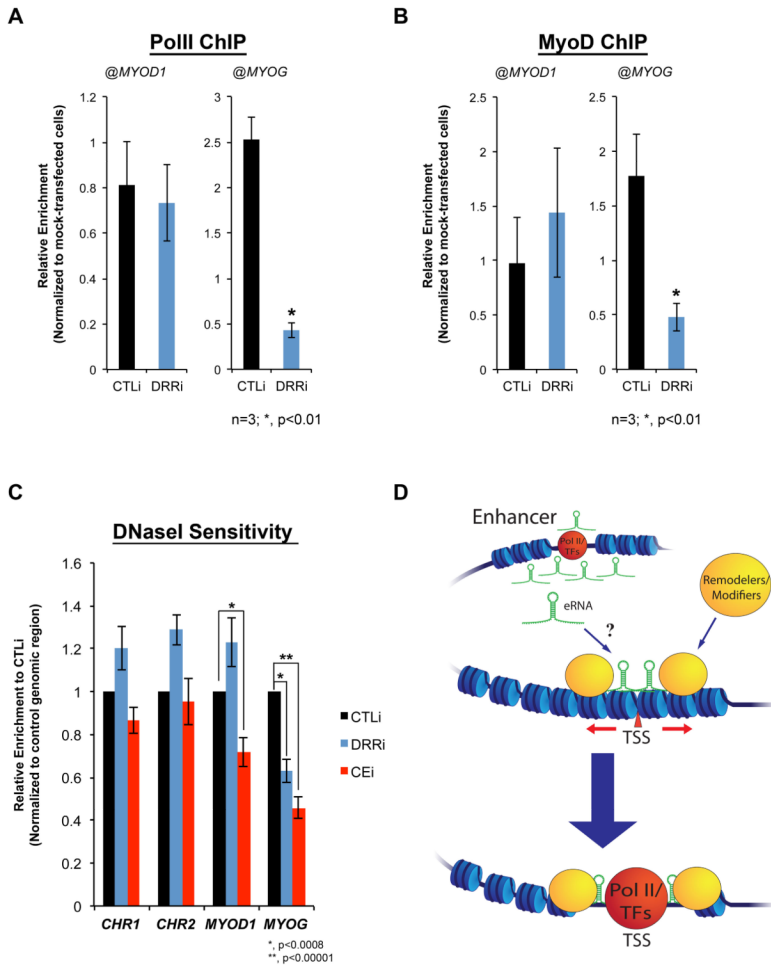 A
PolII ChIP
@MYOD1
@MYOG
Relative Enrichment
(Normalized to mock-transfected cells)
1.2
1
0.8
0.6
0.4
0.2
0
CTLi DRRi
3
2.5
2
1.5
1
0.5
0
*
CTLi DRRi
n=3; *, p<0.01
B
MyoD ChIP
@MYOD1
@MYOG
Relative Enrichment
(Normalized to mock-transfected cells)
2.5
2
1.5
1
0.5
0
CTLi DRRi
2.5
2
1.5
1
0.5
0
*
CTLi DRRi
n=3; *, p<0.01
C
DNaseI Sensitivity
Relative Enrichment to CTLi
(Normalized to control genomic region)
1.6
1.4
1.2
1
0.8
0.6
0.4
0.2
0
*
**
*
CTLi
DRRi
CEi
CHR1 CHR2 MYOD1 MYOG
*, p<0.0008
**, p<0.00001
D
Enhancer
Pol II/
TFs
eRNA
?
Remodelers/
Modifiers
TSS
Pol II/
TFs
TSS